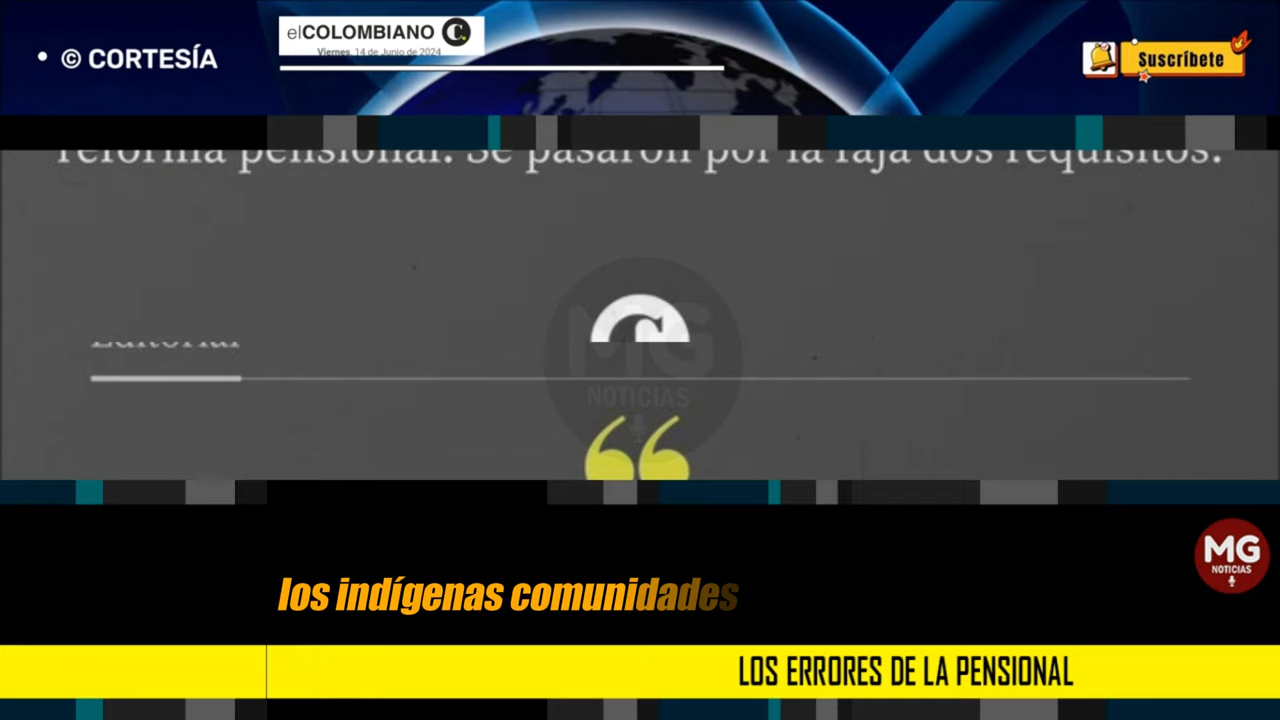 © CORTESÍA
elCOLOMBIANO
Viernes, 14 de Junio de 2024
Suscríbete
reforma pensional. Se pasaron por la faja dos requisitos.
MG
NOTICIAS
Editorial
los indígenas comunidades
MG
NOTICIAS
LOS ERRORES DE LA PENSIONAL